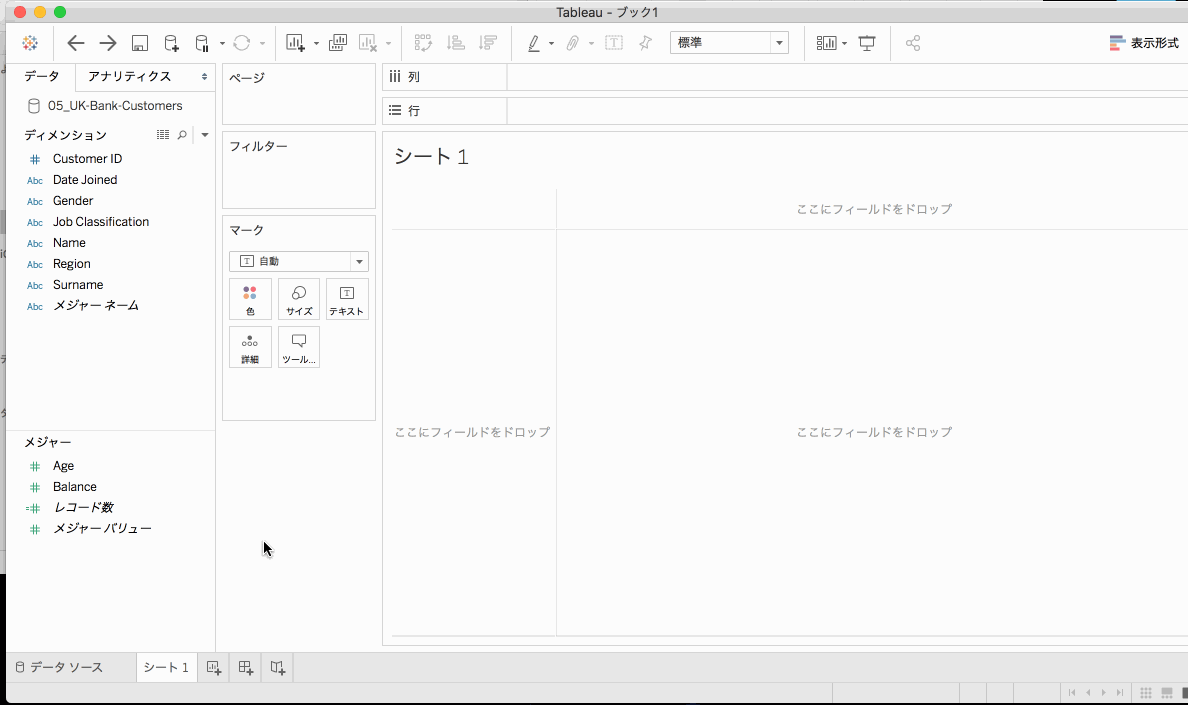 Tableau - ブック1
標準
表示形式
データ
アナリティクス
05_UK-Bank-Customers
ディメンション
Customer ID
Abc Date Joined
Abc Gender
Abc Job Classification
Abc Name
Abc Region
Abc Surname
Abc メジャー ネーム
メジャー
Age
Balance
レコード数
メジャー バリュー
ページ
フィルター
マーク
T 自動
色
サイズ
T テキスト
詳細
ツール...
列
行
シート 1
ここにフィールドをドロップ
ここにフィールドをドロップ
ここにフィールドをドロップ
データ ソース
シート 1